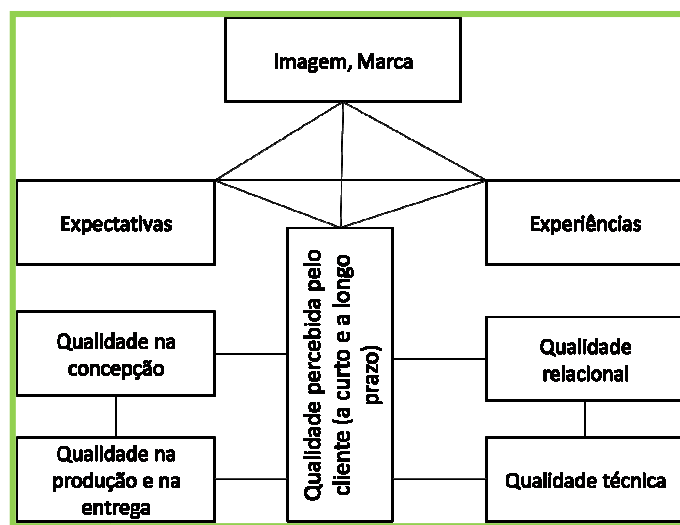 Imagem, Marca
Expectativas
Experiências
Qualidade percebida pelo
cliente (a curto e a longo
prazo)
Qualidade na
concepção
Qualidade
relacional
Qualidade na
produção e na
entrega
Qualidade técnica